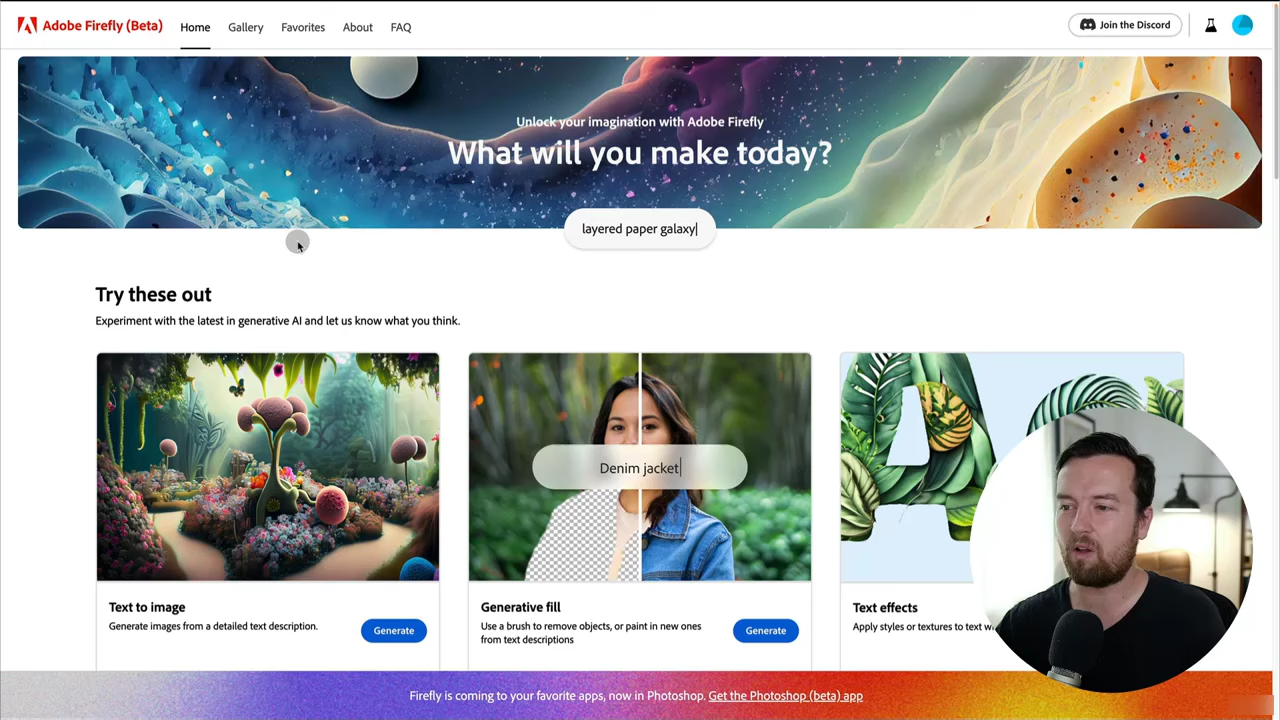 Adobe Firefly (Beta)
Home
Gallery
Favorites
About
FAQ
Join the Discord
Unlock your imagination with Adobe Firefly
What will you make today?
layered paper galaxy
Try these out
Experiment with the latest in generative AI and let us know what you think.
Denim jacket
Text to image
Generate images from a detailed text description.
Generate
Generative fill
Use a brush to remove objects, or paint in new ones
from text descriptions
Generate
Text effects
Apply styles or textures to text
Firefly is coming to your favorite apps, now in Photoshop. Get the Photoshop (beta) app